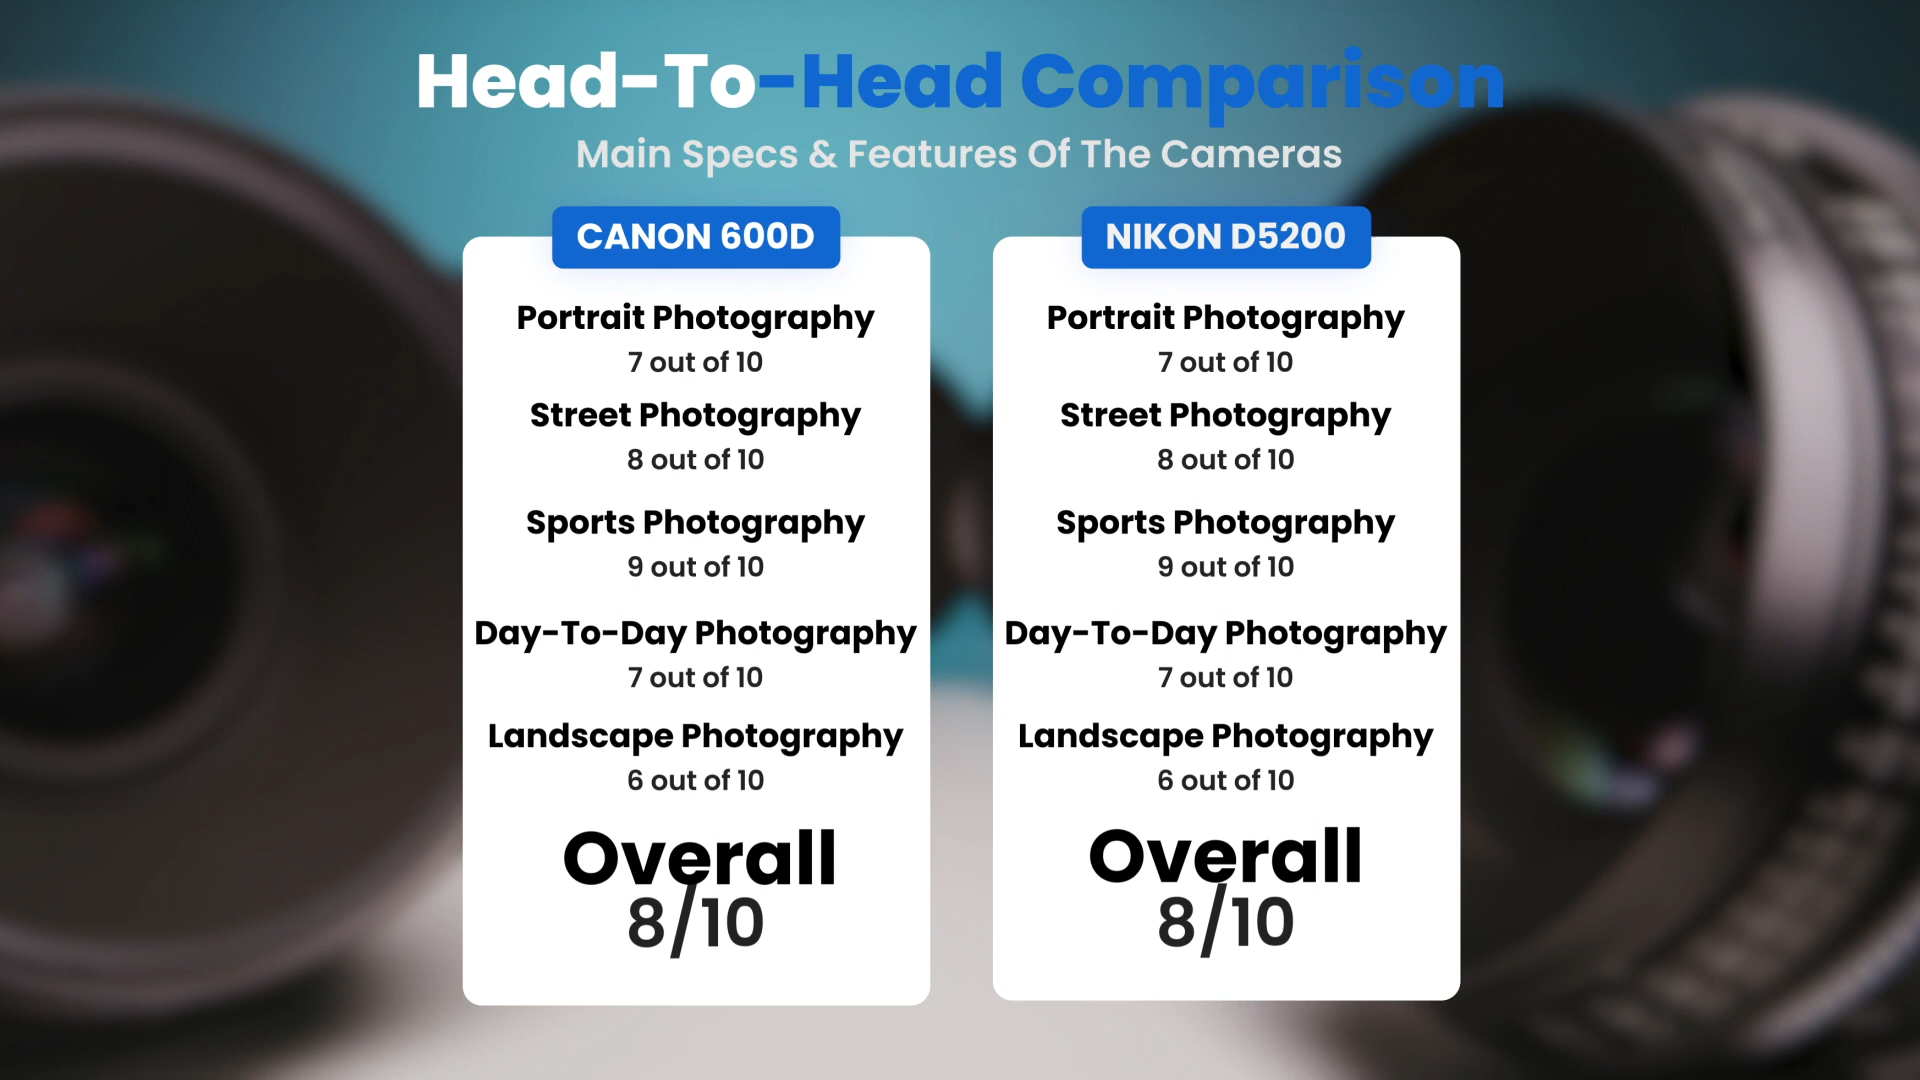 Head-To-Head Comparison
Main Specs & Features Of The Cameras
CANON 600D
Portrait Photography
7 out of 10
Street Photography
8 out of 10
Sports Photography
9 out of 10
Day-To-Day Photography
7 out of 10
Landscape Photography
6 out of 10
Overall
8/10
NIKON D5200
Portrait Photography
7 out of 10
Street Photography
8 out of 10
Sports Photography
9 out of 10
Day-To-Day Photography
7 out of 10
Landscape Photography
6 out of 10
Overall
8/10